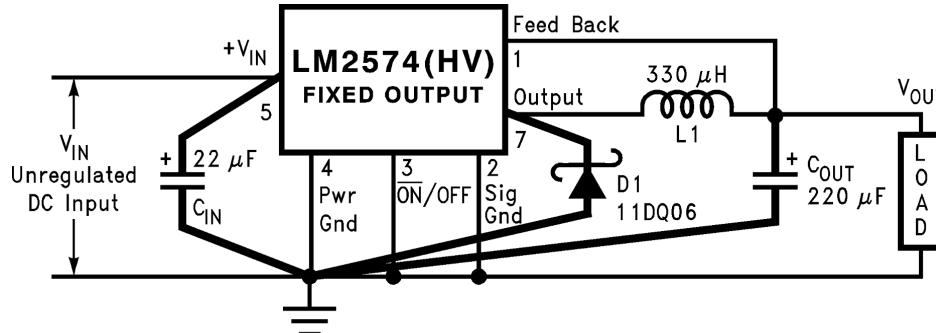 Feed Back
+VIN
LM2574(HV)
FIXED OUTPUT
1
330 μH
Output
VOU
5
7
L1
VIN
Unregulated
DC Input
+
22 μF
CIN
4
Pwr
Gnd
3
ON/OFF
2
Sig
Gnd
D1
11DQ06
+
COUT
220 μF
LOAD